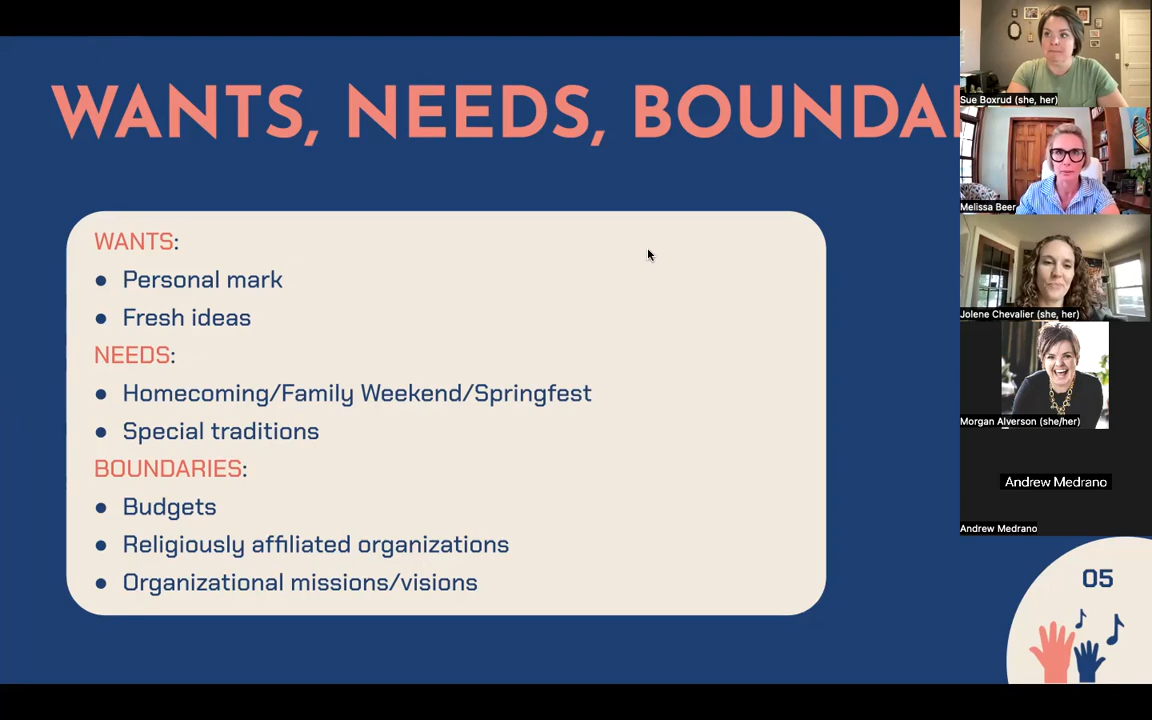 WANTS, NEEDS, BOUNDA
WANTS:
● Personal mark
● Fresh ideas
NEEDS:
● Homecoming/Family Weekend/Springfest
● Special traditions
BOUNDARIES:
● Budgets
● Religiously affiliated organizations
● Organizational missions/visions
Sue Boxrud (she, her)
Melissa Beer
Jolene Chevalier (she, her)
Morgan Alverson (she/her)
Andrew Medrano
Andrew Medrano
05